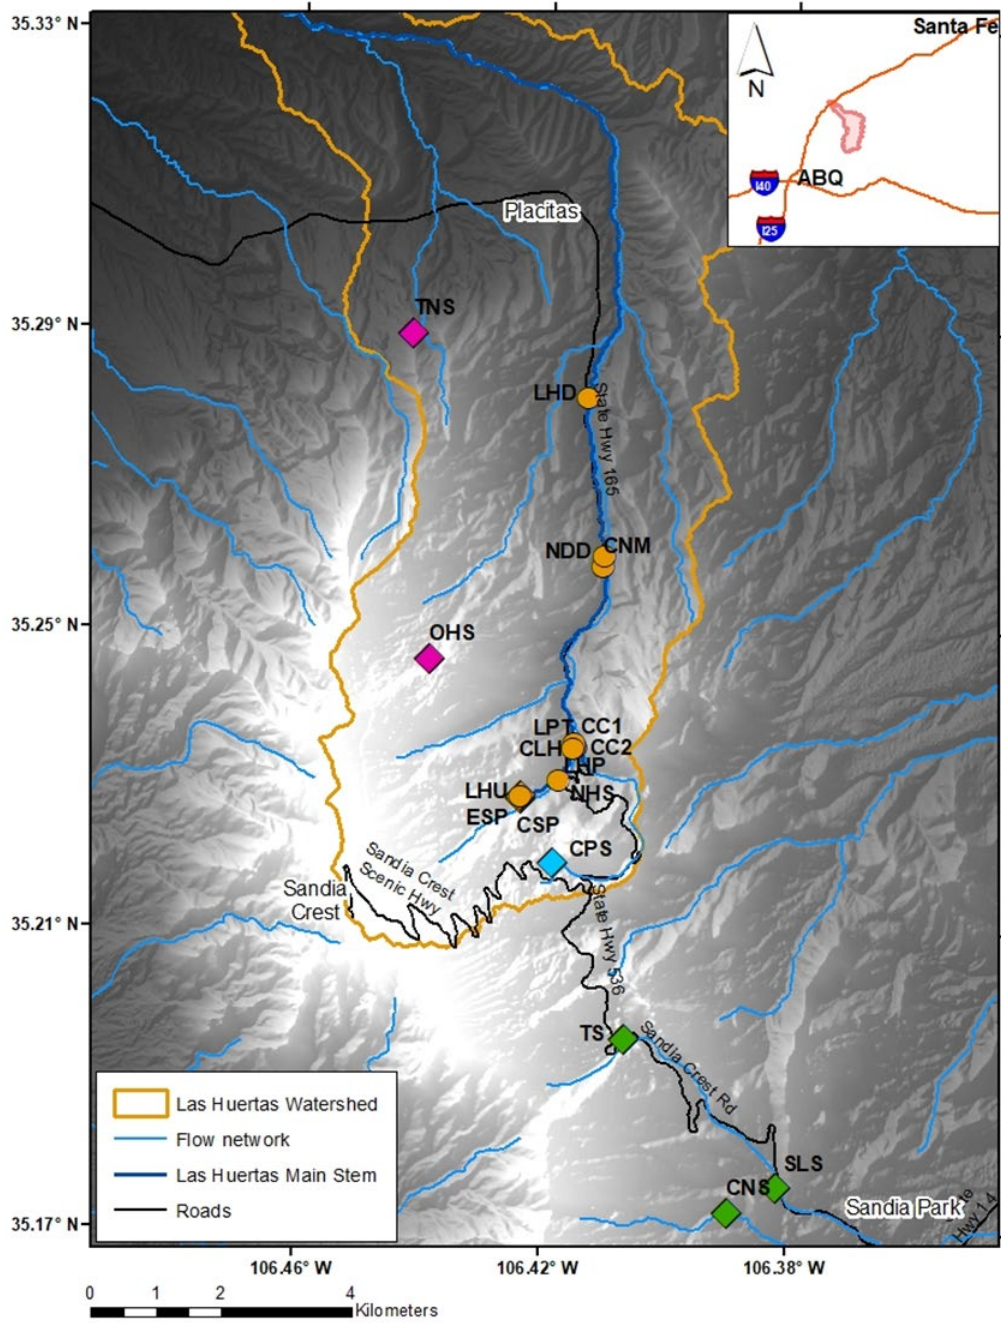 35.33° N
Santa Fe
N
I40
ABQ
I25
Placitas
35.29° N
TNS
LHD
State Hwy 165
NDD
CNM
35.25° N
OHS
LPT
CC1
CLH
CC2
HP
LHU
NHS
ESP
CSP
CPS
Sandia Crest
Scenic Hwy
Sandia
Crest
35.21° N
State Hwy 536
TS
Sandia Crest Rd
Las Huertas Watershed
Flow network
Las Huertas Main Stem
Roads
SLS
CNS
Sandia Park
Hwy 14
35.17° N
106.46° W
106.42° W
106.38° W
0 1 2 4
Kilometers